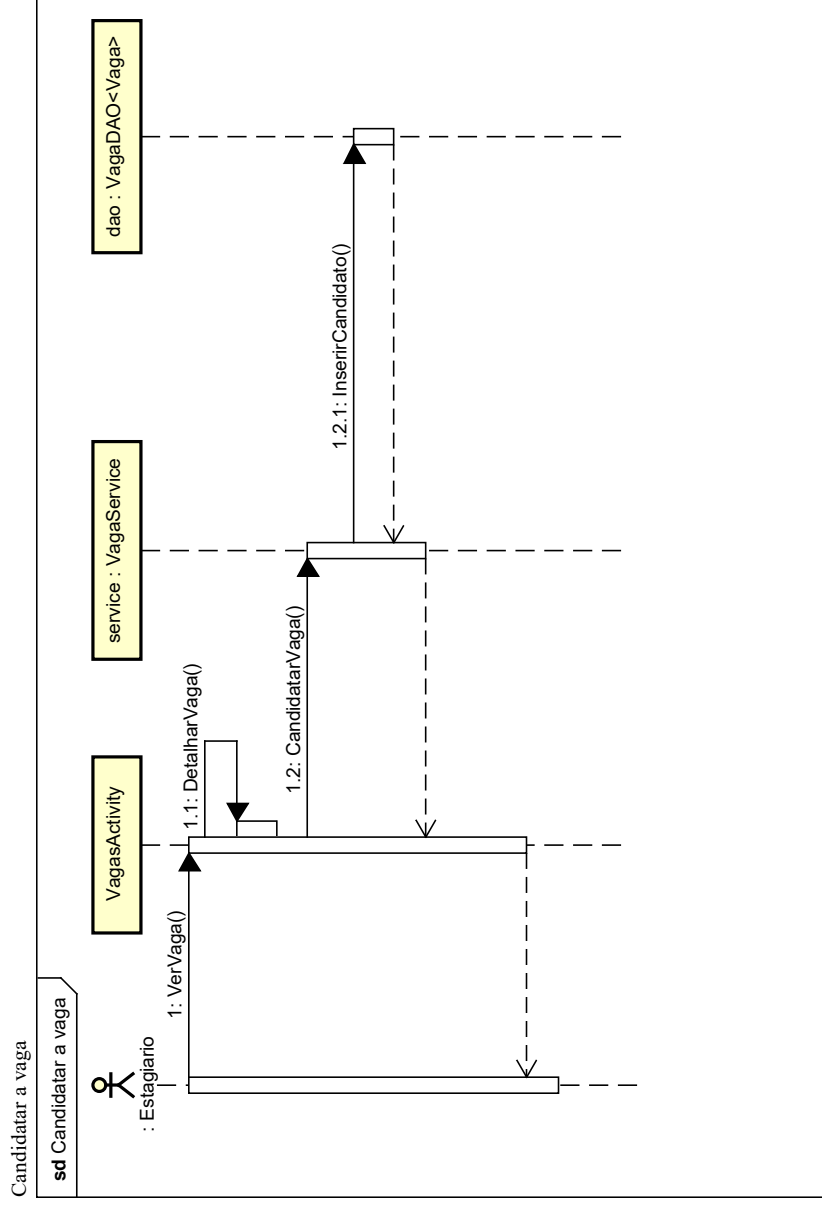 Candidatar a vaga
sd Candidatar a vaga
: Estagiario
VagasActivity
service : VagaService
dao : VagaDAO<Vaga>
1: VerVaga()
1.1: DetalharVaga()
1.2: CandidatarVaga()
1.2.1: InserirCandidato()